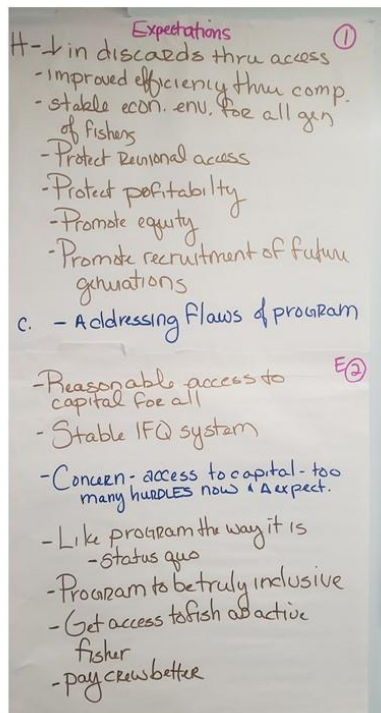 Expectations ①
H-↓ in discards thru access
-improved efficiency thru comp.
-stable econ. env. for all gen
of fishers
-Protect Regional access
-Protect pofitabilty
-Promote equity
-Promote recruitment of future
genuations
C. - Addressing flaws of program
E②
-Reasonable access to
capital for all
- Stable IFQ system
-Concern - access to capital - too
many hurdles now & Δ expect.
-Like program the way it is
-status quo
-Program to be truly inclusive
-Get access to fish as active
fisher
-pay crew better